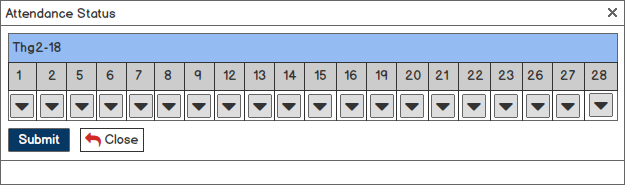 Attendance Status
Thg2-18
1 2 5 6 7 8 9 12 13 14 15 16 19 20 21 22 23 26 27 28
Submit Close